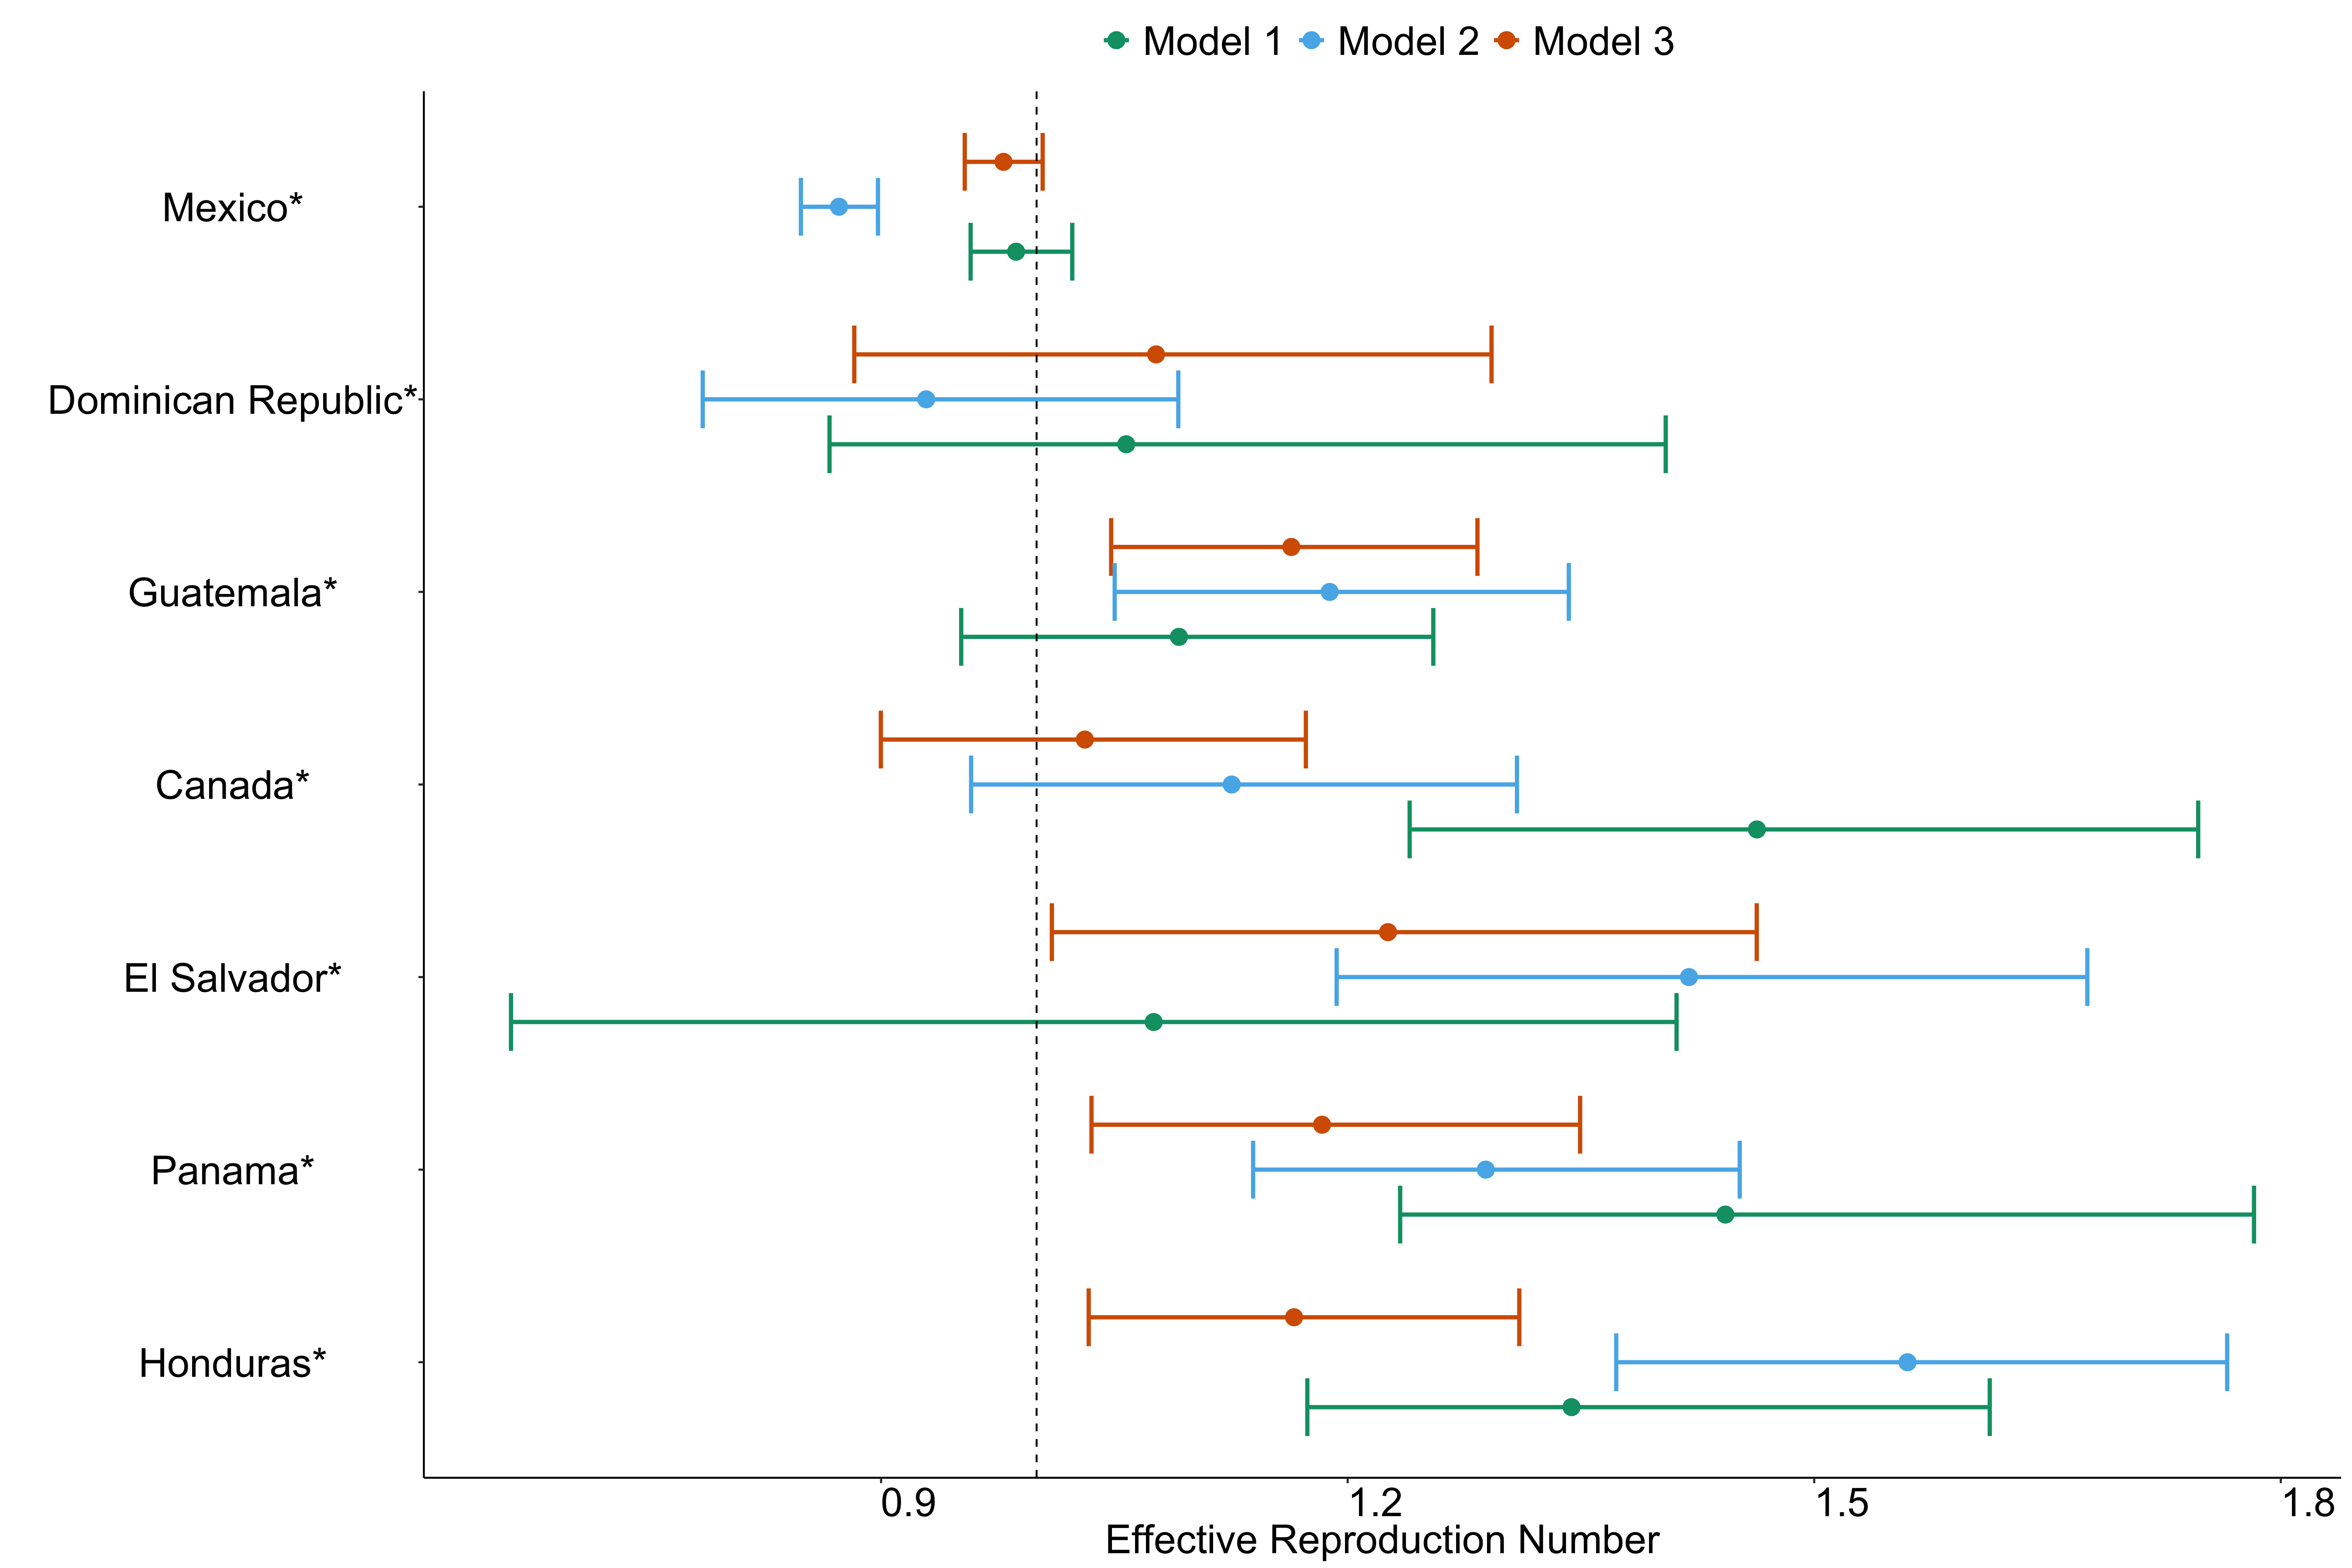 Model 1 Model 2 Model 3
Mexico*
Dominican Republic*
Guatemala*
Canada*
El Salvador*
Panama*
Honduras*
0.9 1.2 1.5 1.8
Effective Reproduction Number